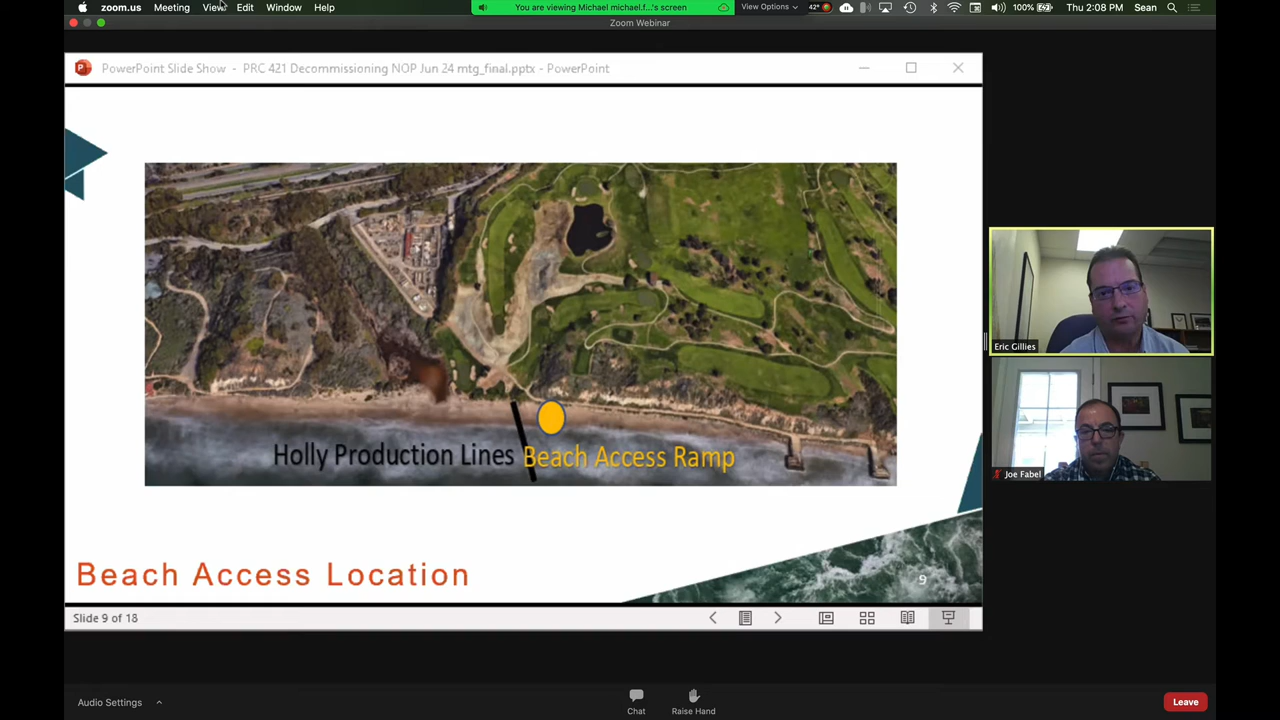 zoom.us Meeting View Edit Window Help
You are viewing Michael michael.f...'s screen
View Options
42°
100%
Thu 2:08 PM Sean
Zoom Webinar
PowerPoint Slide Show - PRC 421 Decommissioning NOP Jun 24 mtg_final.pptx - PowerPoint
Holly Production Lines
Beach Access Ramp
Beach Access Location
9
Slide 9 of 18
Eric Gillies
Joe Fabel
Audio Settings
Chat
Raise Hand
Leave